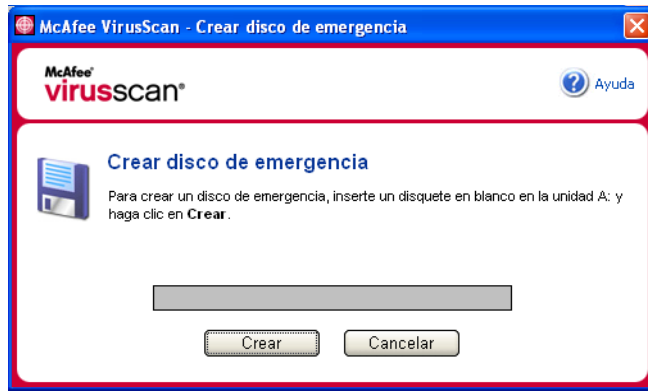 McAfee VirusScan - Crear disco de emergencia
McAfee®
virusscan®
Ayuda
Crear disco de emergencia
Para crear un disco de emergencia, inserte un disquete en blanco en la unidad A: y
haga clic en Crear.
Crear
Cancelar